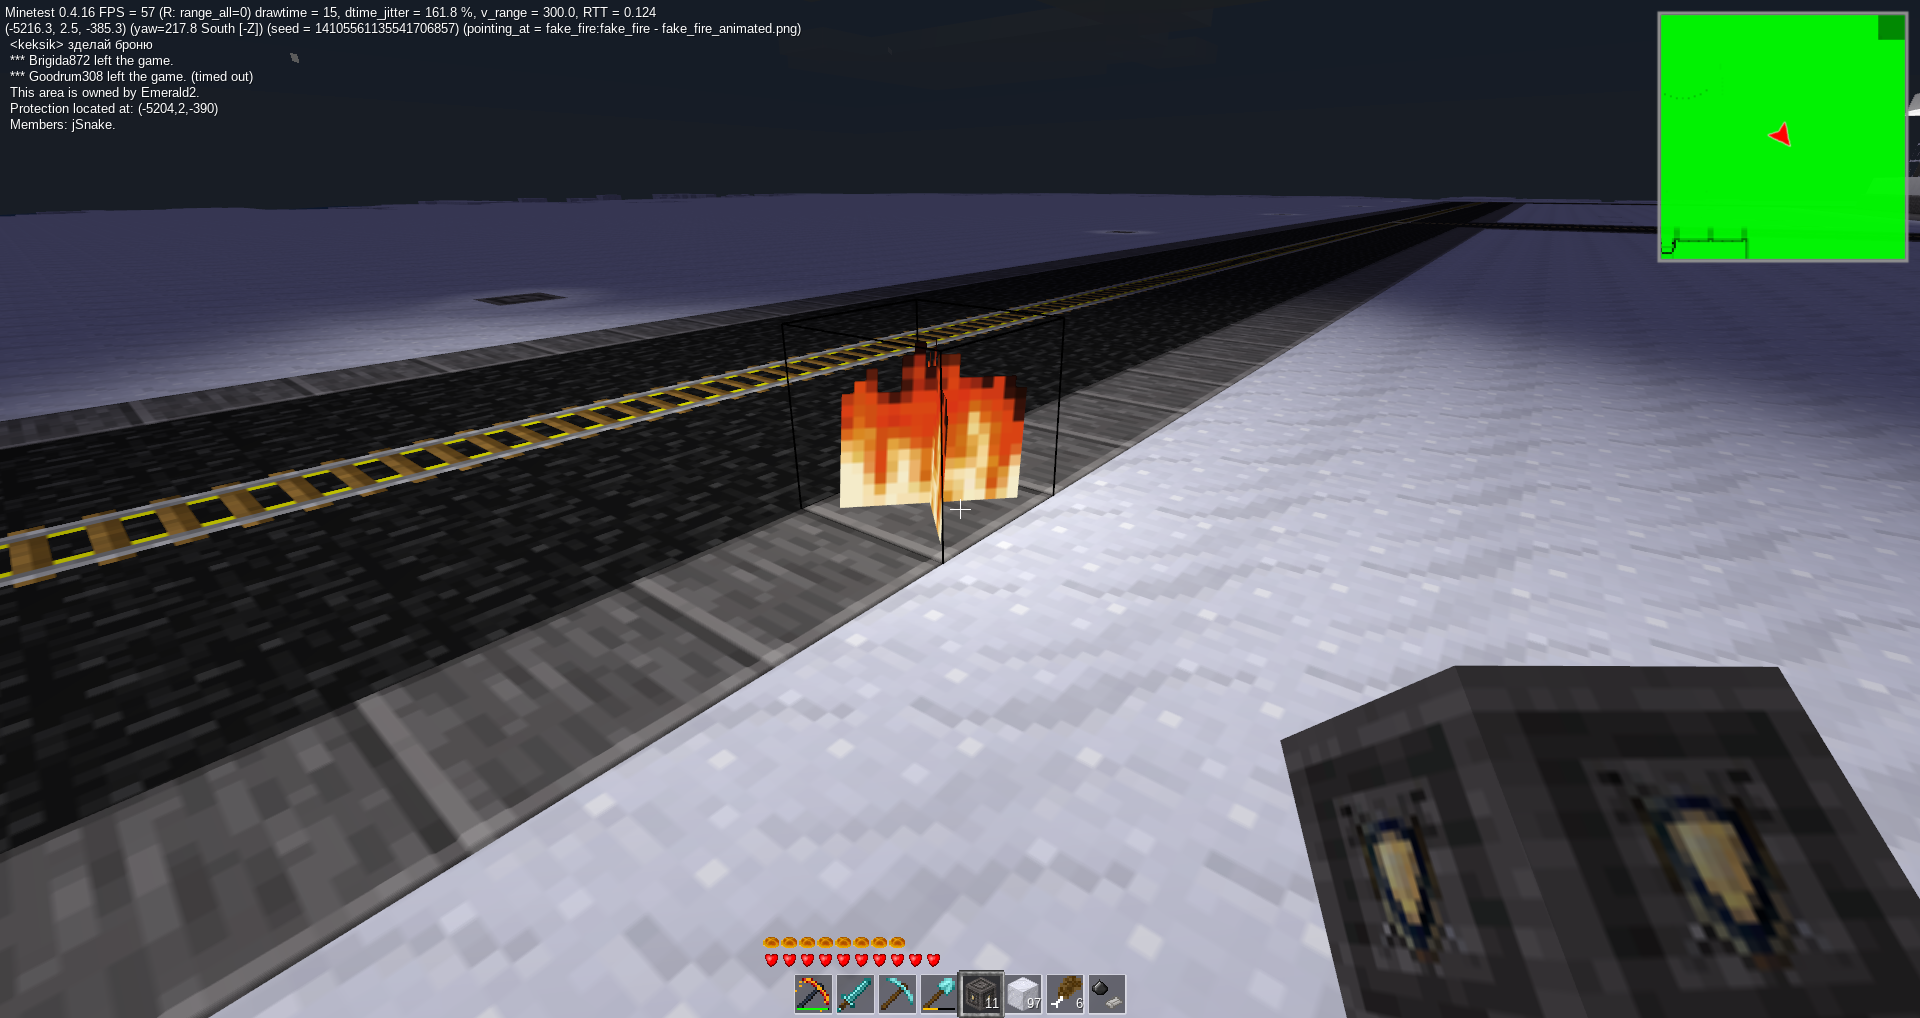 Minetest 0.4.16 FPS = 57 (R: range_all=0) drawtime = 15, dtime_jitter = 161.8 %, v_range = 300.0, RTT = 0.124
(-5216.3, 2.5, -385.3) (yaw=217.8 South [-Z]) (seed = 14105561135541706857) (pointing_at = fake_fire:fake_fire - fake_fire_animated.png)
<keksik> зделай броню
*** Brigida872 left the game.
*** Goodrum308 left the game. (timed out)
This area is owned by Emerald2.
Protection located at: (-5204,2,-390)
Members: jSnake.
11 97 6